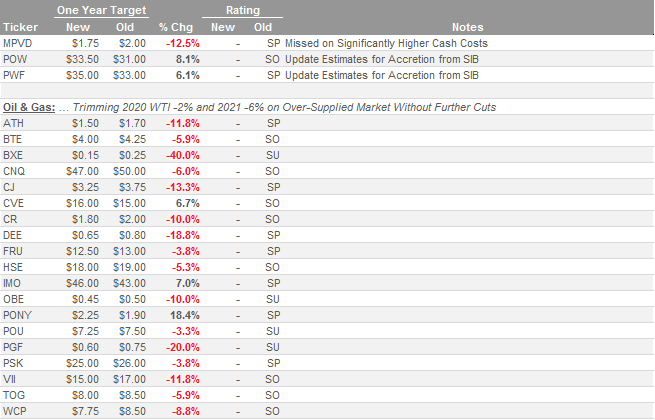 One Year Target Rating
Ticker New Old % Chg New Old Notes
MPVD $1.75 $2.00 -12.5% - SP Missed on Significantly Higher Cash Costs
POW $33.50 $31.00 8.1% - SO Update Estimates for Accretion from SIB
PWF $35.00 $33.00 6.1% - SP Update Estimates for Accretion from SIB
Oil & Gas: ... Trimming 2020 WTI -2% and 2021 -6% on Over-Supplied Market Without Further Cuts
ATH $1.50 $1.70 -11.8% - SP
BTE $4.00 $4.25 -5.9% - SO
BXE $0.15 $0.25 -40.0% - SU
CNQ $47.00 $50.00 -6.0% - SO
CJ $3.25 $3.75 -13.3% - SP
CVE $16.00 $15.00 6.7% - SO
CR $1.80 $2.00 -10.0% - SO
DEE $0.65 $0.80 -18.8% - SP
FRU $12.50 $13.00 -3.8% - SP
HSE $18.00 $19.00 -5.3% - SO
IMO $46.00 $43.00 7.0% - SP
OBE $0.45 $0.50 -10.0% - SU
PONY $2.25 $1.90 18.4% - SP
POU $7.25 $7.50 -3.3% - SU
PGF $0.60 $0.75 -20.0% - SU
PSK $25.00 $26.00 -3.8% - SP
VII $15.00 $17.00 -11.8% - SO
TOG $8.00 $8.50 -5.9% - SO
WCP $7.75 $8.50 -8.8% - SO